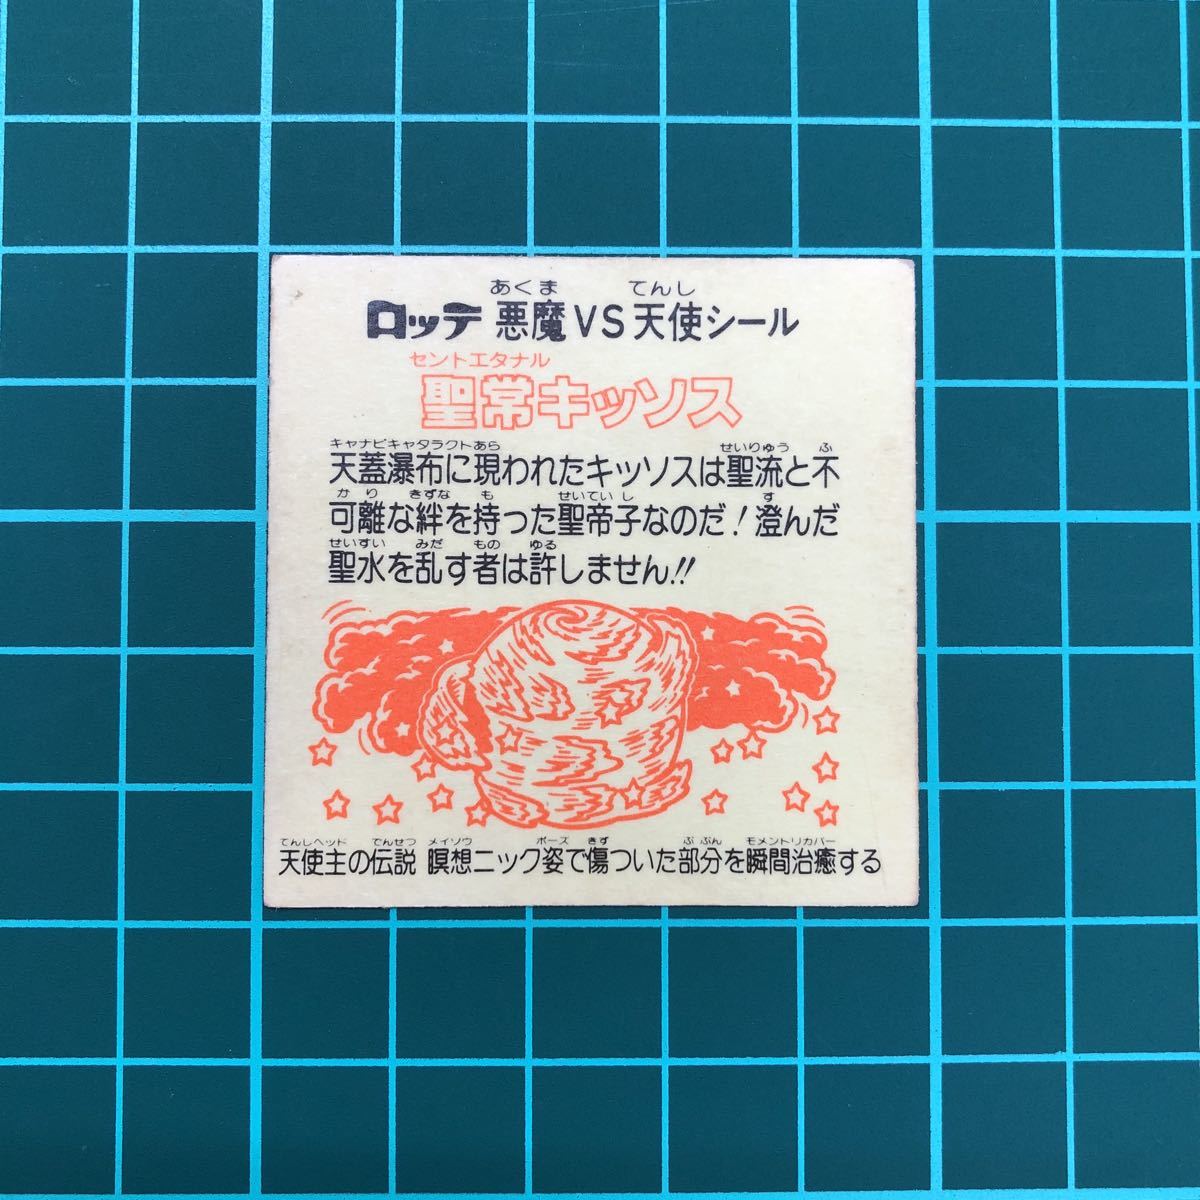 あくま てんし
ロッテ 悪魔VS天使シール
セントエタナル
聖常キッソス
キャナピキャタラクトあら せいりゅう ふ
天蓋瀑布に現われたキッソスは聖流と不
かり きずな も せいていし す
可離な絆を持った聖帝子なのだ!澄んだ
せいすい みだ もの ゆる
聖水を乱す者は許しません!!
てんしヘッド でんせつ メイソウ ポーズ きず ぶぶん モメントリカバー
天使主の伝説 瞑想ニック姿で傷ついた部分を瞬間治癒する